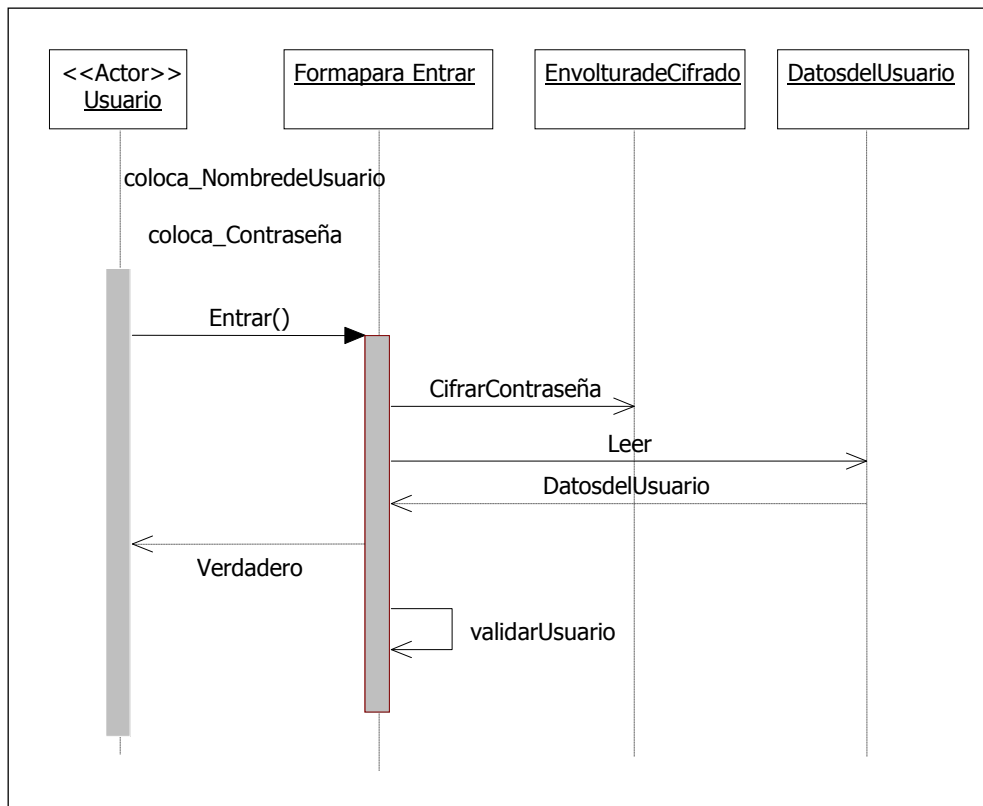 <<Actor>>
Usuario
Formapara Entrar
EnvolturadeCifrado
DatosdelUsuario
coloca_NombredeUsuario
coloca_Contraseña
Entrar()
CifrarContraseña
Leer
DatosdelUsuario
Verdadero
validarUsuario